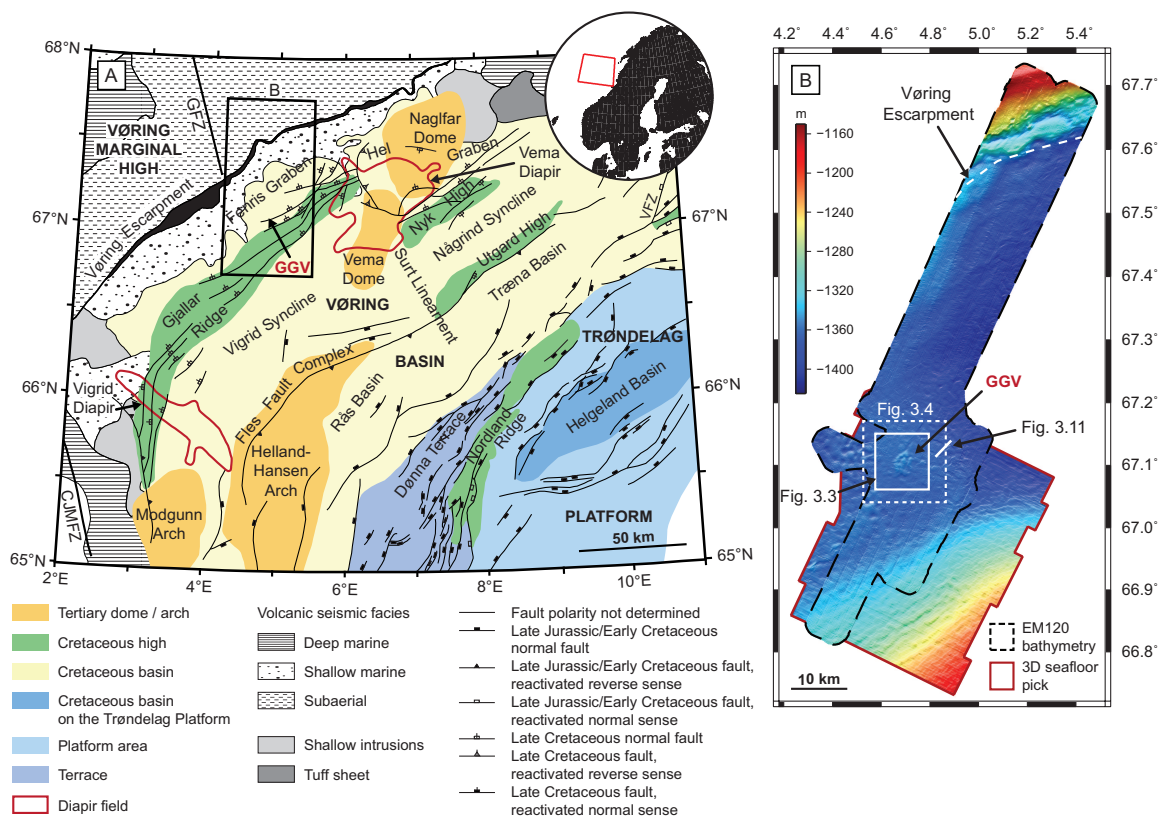 68°N
67°N
66°N
65°N
2°E
4°E
6°E
8°E
10°E
67°N
66°N
65°N
A
B
GFZ
VØRING
MARGINAL
HIGH
Vøring Escarpment
Fenris Graben
Hel
Graben
Naglfar
Dome
Vema
Diapir
Nyk High
GGV
Vema
Dome
Någrind Syncline
Utgard High
Surt Lineament
Træna Basin
VFZ
Gjallar
Ridge
Vigrid Syncline
VØRING
BASIN
TRØNDELAG
PLATFORM
Vigrid
Diapir
Fles Fault Complex
Rås Basin
Helland-
Hansen
Arch
Modgunn
Arch
CJMFZ
Dønna Terrace
Nordland
Ridge
Helgeland Basin
50 km
Tertiary dome / arch
Cretaceous high
Cretaceous basin
Cretaceous basin
on the Trøndelag Platform
Platform area
Terrace
Diapir field
Volcanic seismic facies
Deep marine
Shallow marine
Subaerial
Shallow intrusions
Tuff sheet
Fault polarity not determined
Late Jurassic/Early Cretaceous
normal fault
Late Jurassic/Early Cretaceous fault,
reactivated reverse sense
Late Jurassic/Early Cretaceous fault,
reactivated normal sense
Late Cretaceous normal fault
Late Cretaceous fault,
reactivated reverse sense
Late Cretaceous fault,
reactivated normal sense
4.2° 4.4° 4.6° 4.8° 5.0° 5.2° 5.4°
B
m
−1160
−1200
−1240
−1280
−1320
−1360
−1400
Vøring
Escarpment
67.7°
67.6°
67.5°
67.4°
67.3°
67.2°
67.1°
67.0°
66.9°
66.8°
GGV
Fig. 3.4
Fig. 3.11
Fig. 3.3
EM120
bathymetry
3D seafloor
pick
10 km